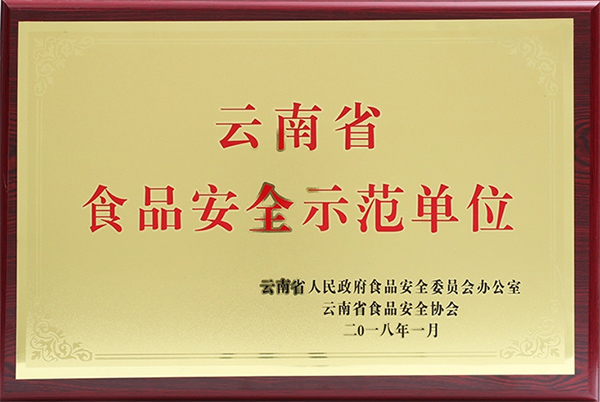 云南省
食品安全示范单位
云南省人民政府食品安全委员会办公室
云南省食品安全协会
二0一八年一月